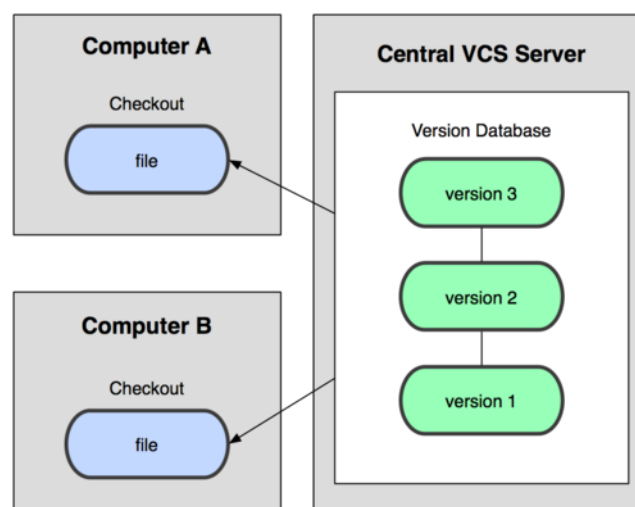 Computer A
Checkout
file
Computer B
Checkout
file
Central VCS Server
Version Database
version 3
version 2
version 1